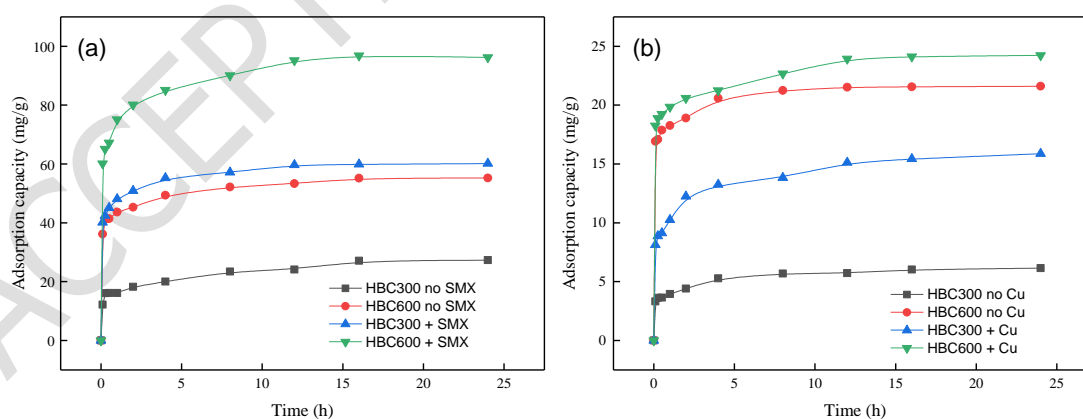 ACCEPT
(a)
Adsorption capacity (mg/g)
100
80
60
40
20
0
HBC300 no SMX
HBC600 no SMX
HBC300 + SMX
HBC600 + SMX
0 5 10 15 20 25
Time (h)
(b)
Adsorption capacity (mg/g)
25
20
15
10
5
0
HBC300 no Cu
HBC600 no Cu
HBC300 + Cu
HBC600 + Cu
0 5 10 15 20 25
Time (h)